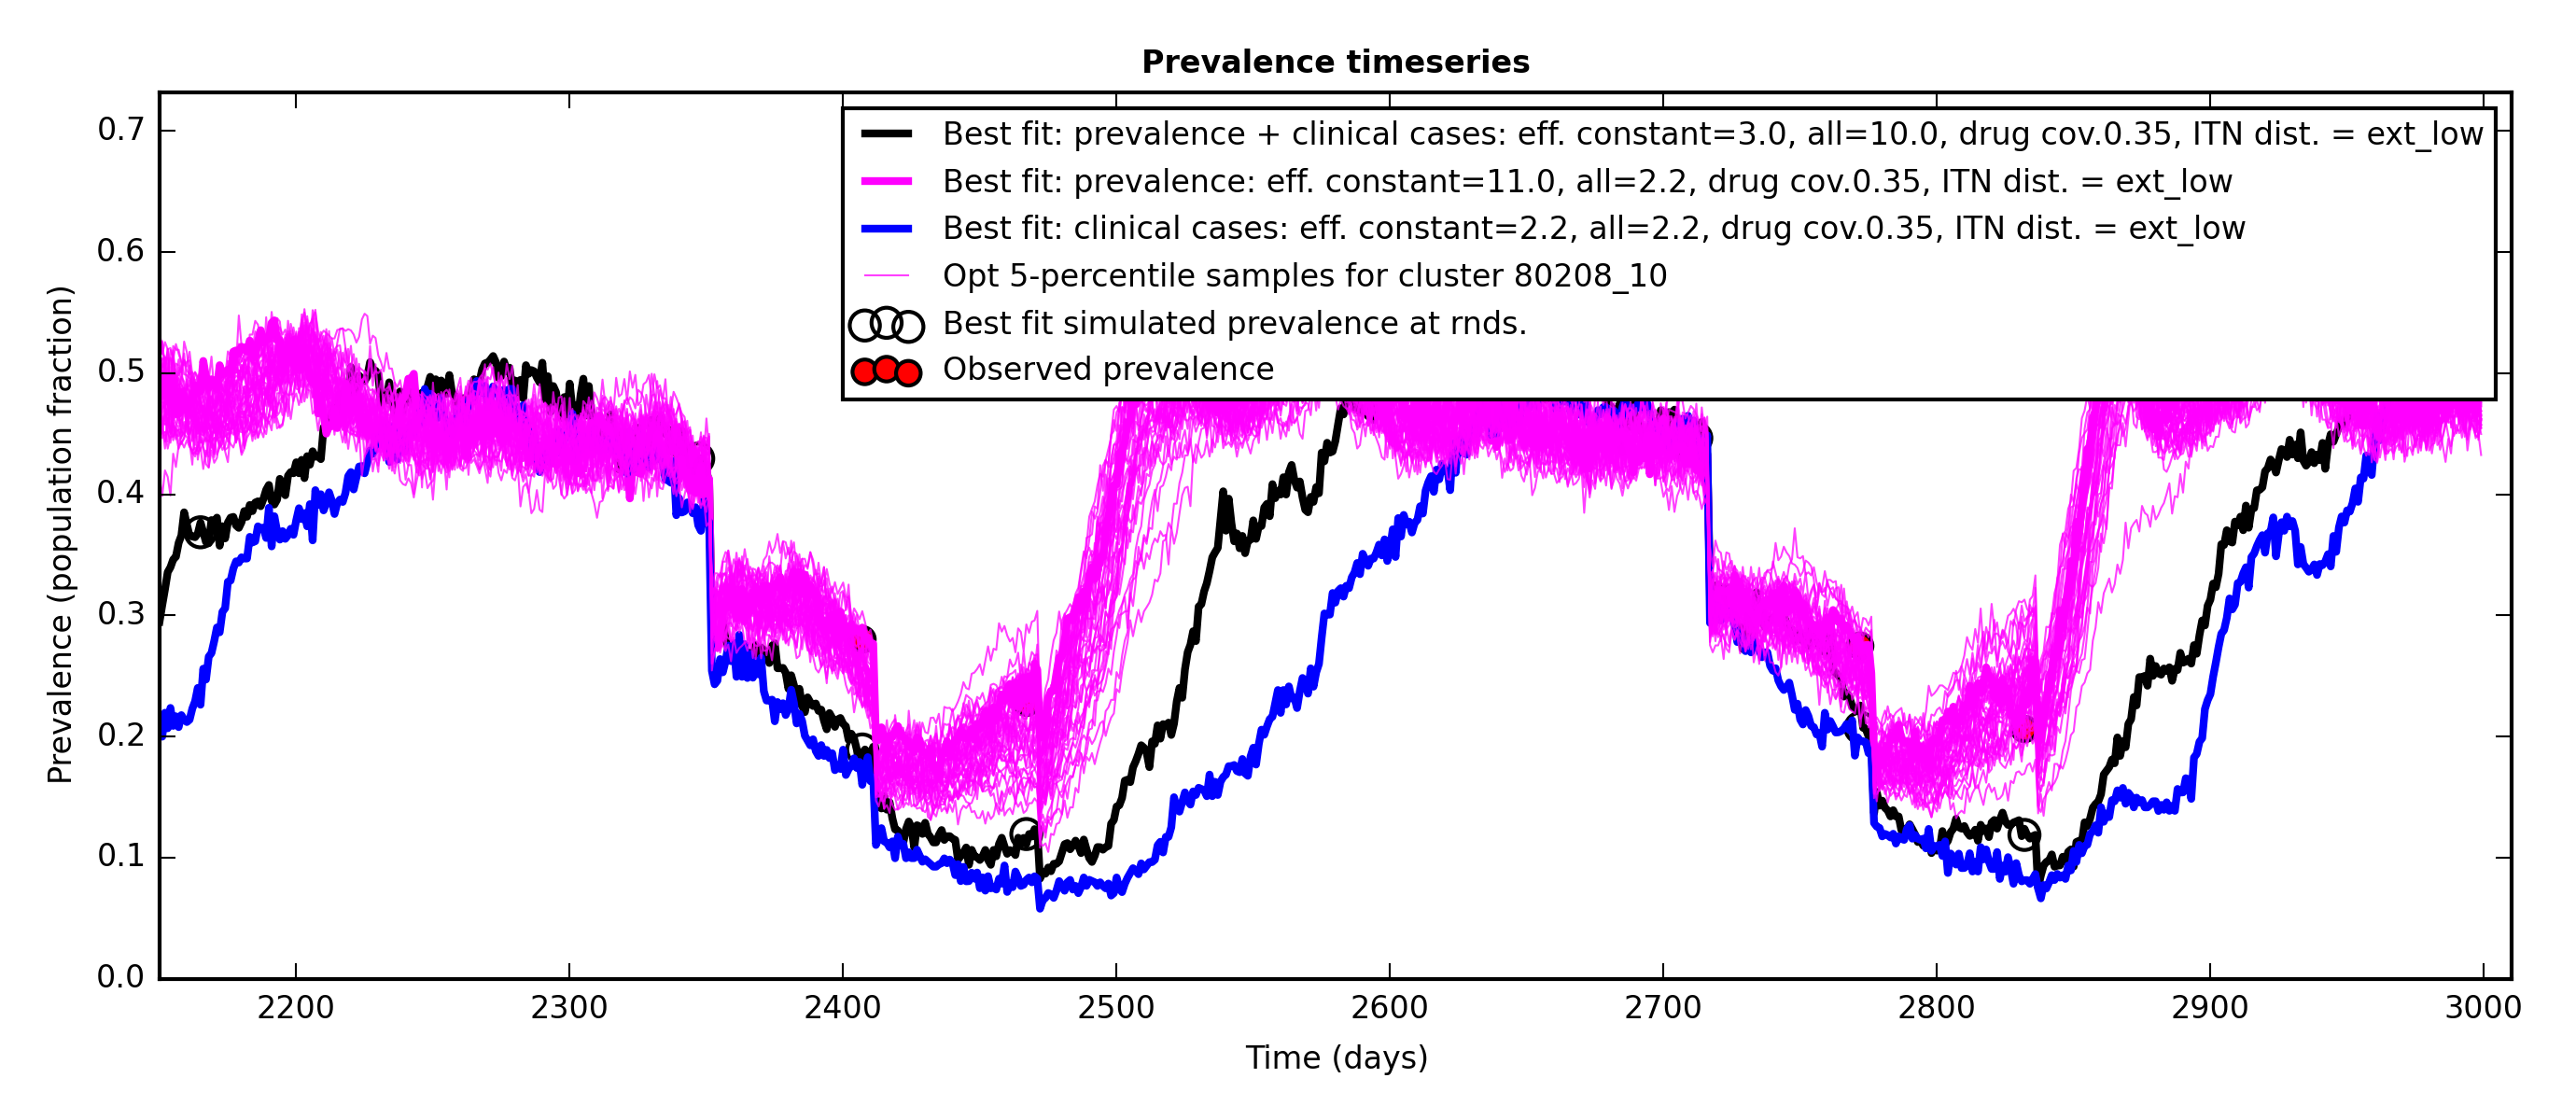 Prevalence timeseries
Best fit: prevalence + clinical cases: eff. constant=3.0, all=10.0, drug cov.0.35, ITN dist. = ext_low
Best fit: prevalence: eff. constant=11.0, all=2.2, drug cov.0.35, ITN dist. = ext_low
Best fit: clinical cases: eff. constant=2.2, all=2.2, drug cov.0.35, ITN dist. = ext_low
Opt 5-percentile samples for cluster 80208_10
Best fit simulated prevalence at rnds.
Observed prevalence
Prevalence (population fraction)
0.7
0.6
0.5
0.4
0.3
0.2
0.1
0.0
2200 2300 2400 2500 2600 2700 2800 2900 3000
Time (days)